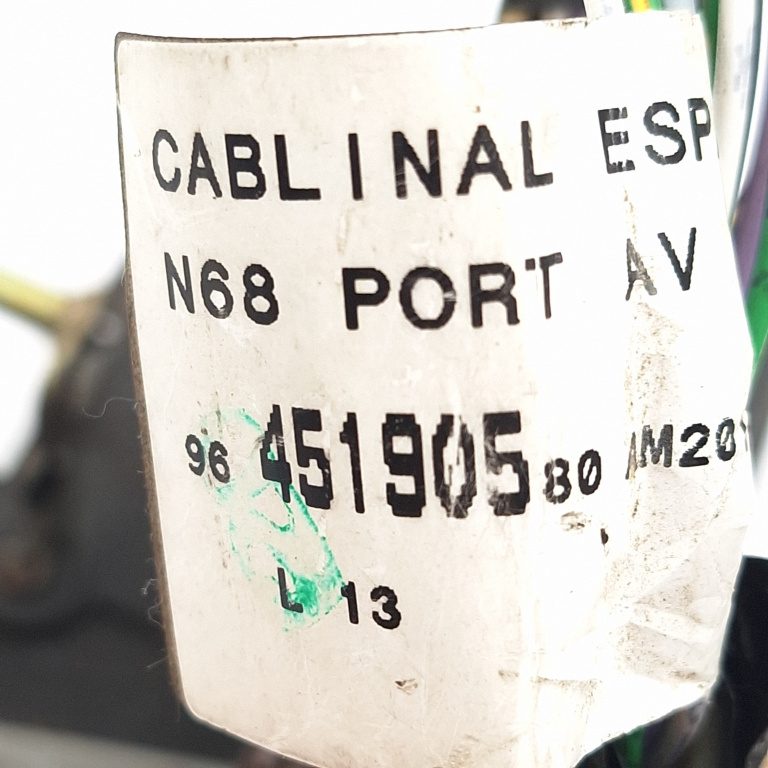 CABLINAL ESP
N68 PORT AV
96 451905 80 AM20
L 13